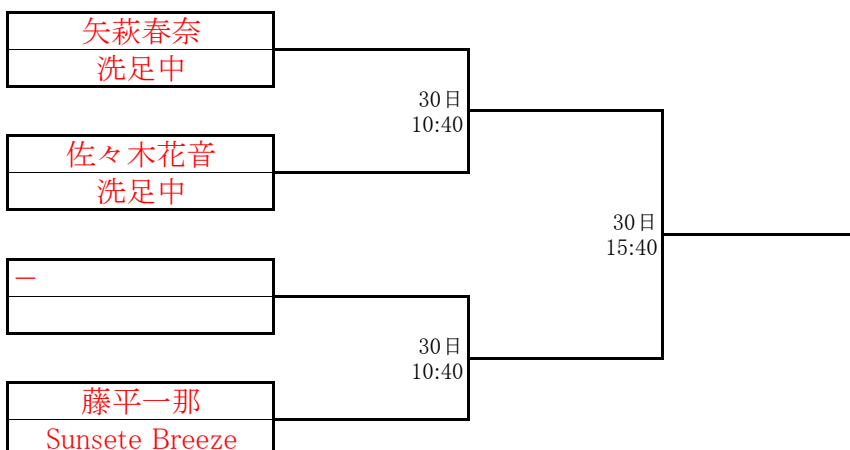 矢萩春奈
洗足中
30日
10:40
佐々木花音
洗足中
30日
15:40
－
30日
10:40
藤平一那
Sunsete Breeze